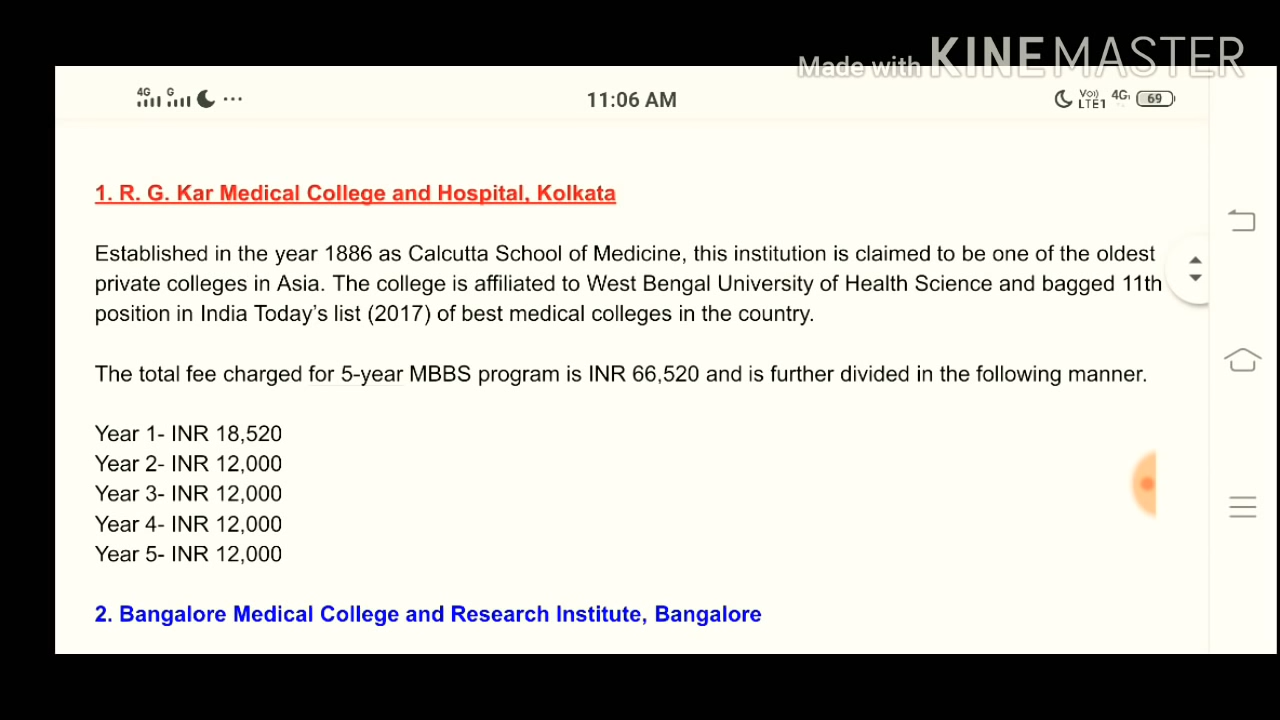 Made with KINEMASTER
4G G ... 11:06 AM Vo)) LTE1 4G 69
1. R. G. Kar Medical College and Hospital, Kolkata
Established in the year 1886 as Calcutta School of Medicine, this institution is claimed to be one of the oldest
private colleges in Asia. The college is affiliated to West Bengal University of Health Science and bagged 11th
position in India Today's list (2017) of best medical colleges in the country.
The total fee charged for 5-year MBBS program is INR 66,520 and is further divided in the following manner.
Year 1- INR 18,520
Year 2- INR 12,000
Year 3- INR 12,000
Year 4- INR 12,000
Year 5- INR 12,000
2. Bangalore Medical College and Research Institute, Bangalore